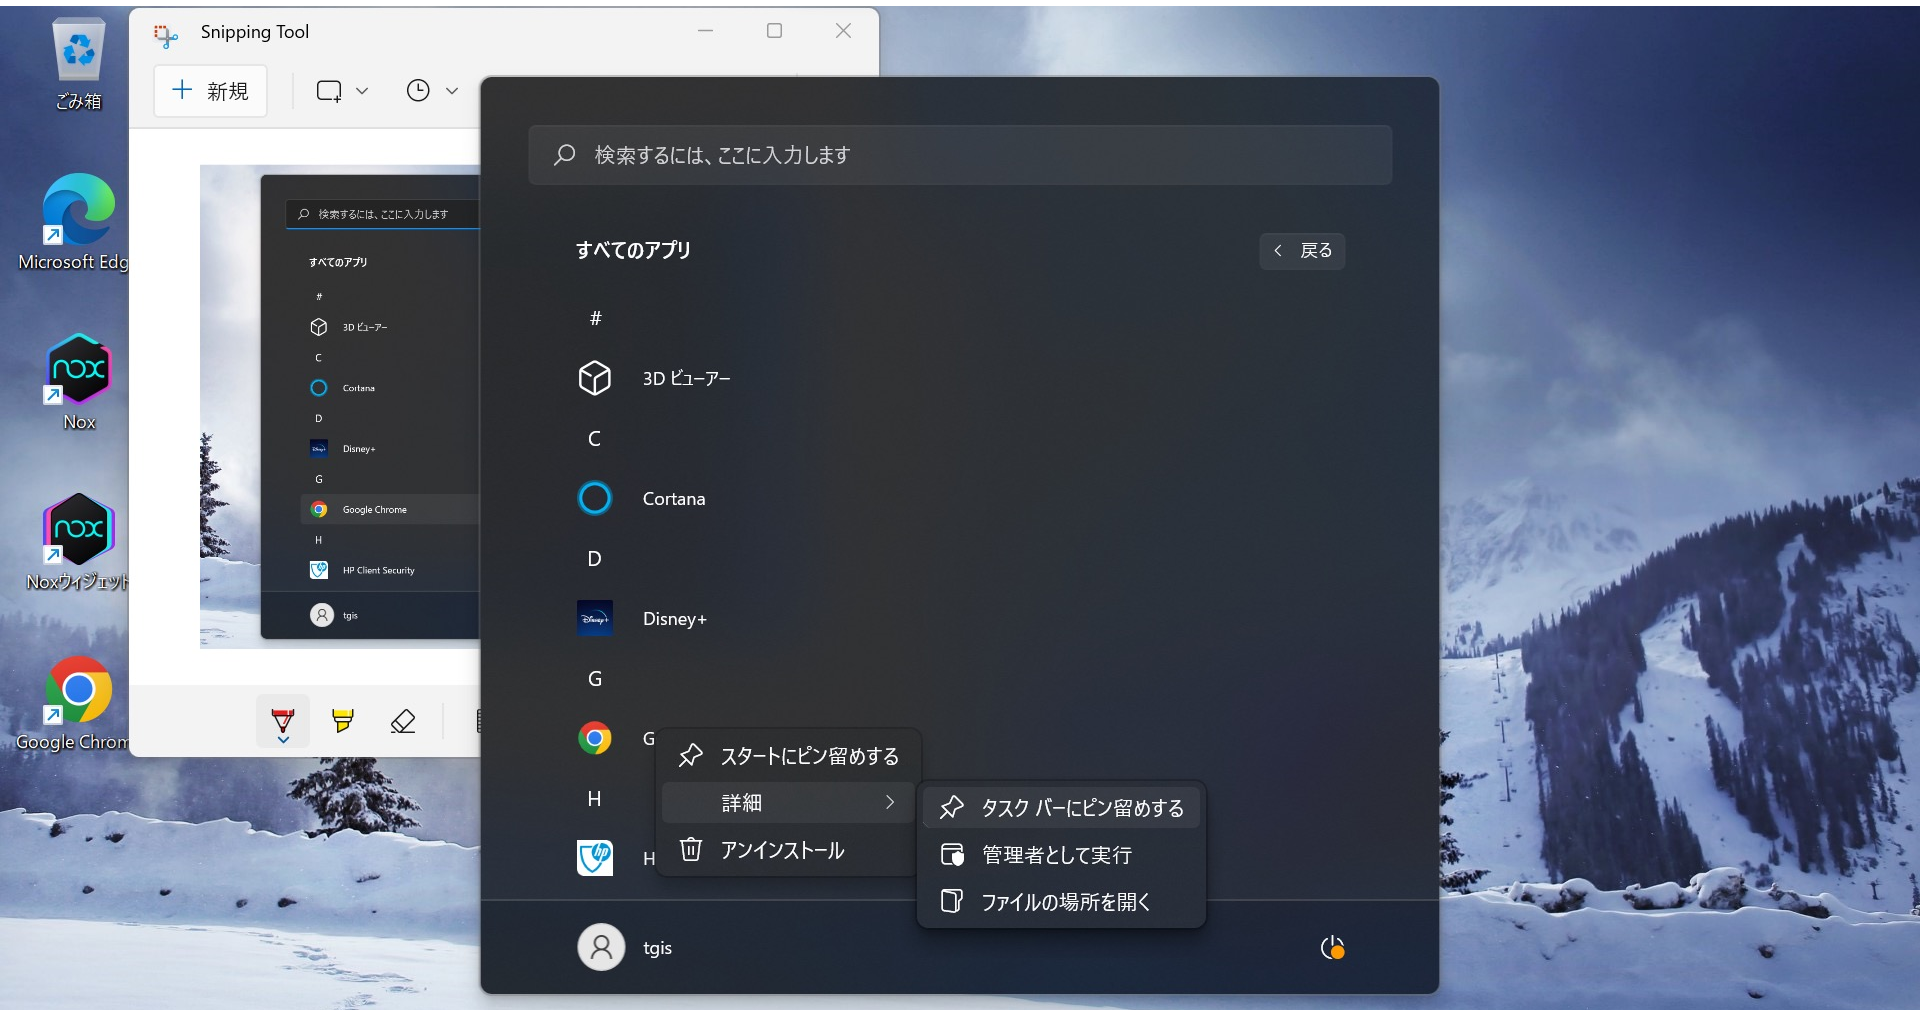 ごみ箱
Microsoft Edg
nox
Nox
nox
Noxウィジェット
Google Chrom
Snipping Tool
新規
検索するには、ここに入力します
すべてのアプリ
#
3D ビューアー
C
Cortana
D
Disney+
Disney+
G
Google Chrome
H
hp
HP Client Security
tgis
検索するには、ここに入力します
すべてのアプリ
戻る
#
3D ビューアー
C
Cortana
D
Disney+
Disney+
G
G
H
hp
H
スタートにピン留めする
詳細
アンインストール
タスク バーにピン留めする
管理者として実行
ファイルの場所を開く
tgis